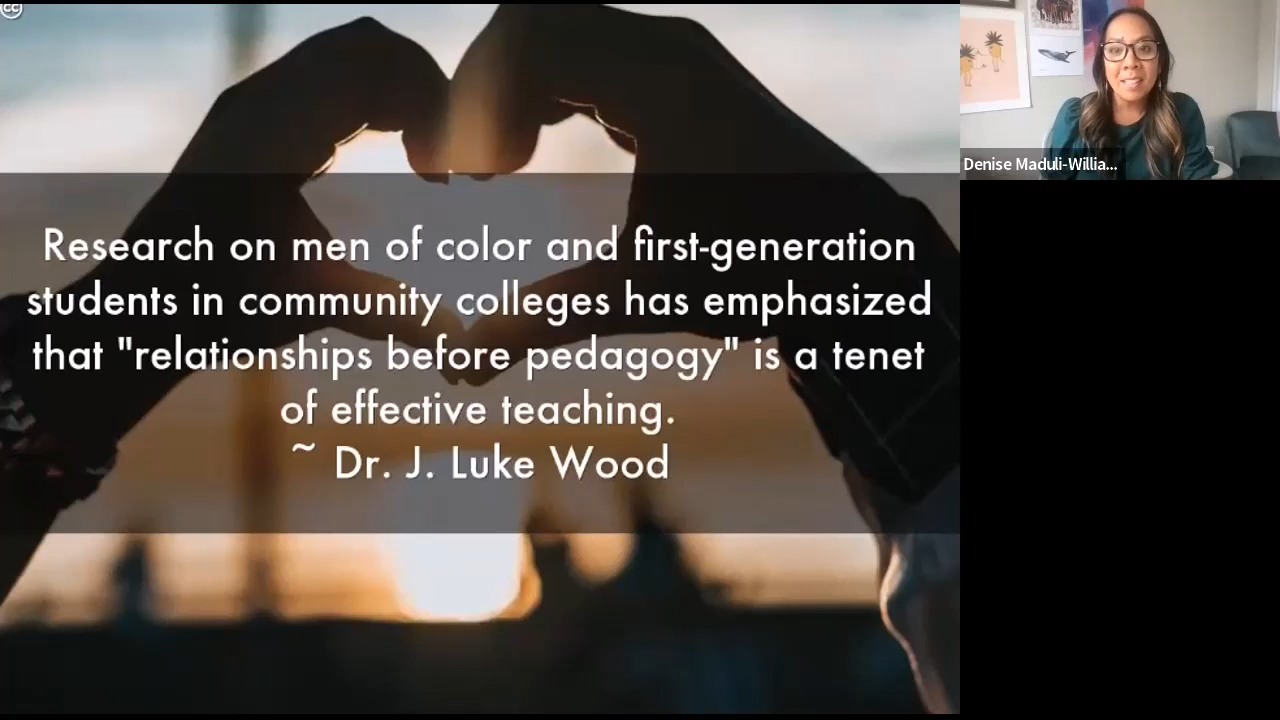 cc
Denise Maduli-Willia...
Research on men of color and first-generation
students in community colleges has emphasized
that "relationships before pedagogy" is a tenet
of effective teaching.
~ Dr. J. Luke Wood